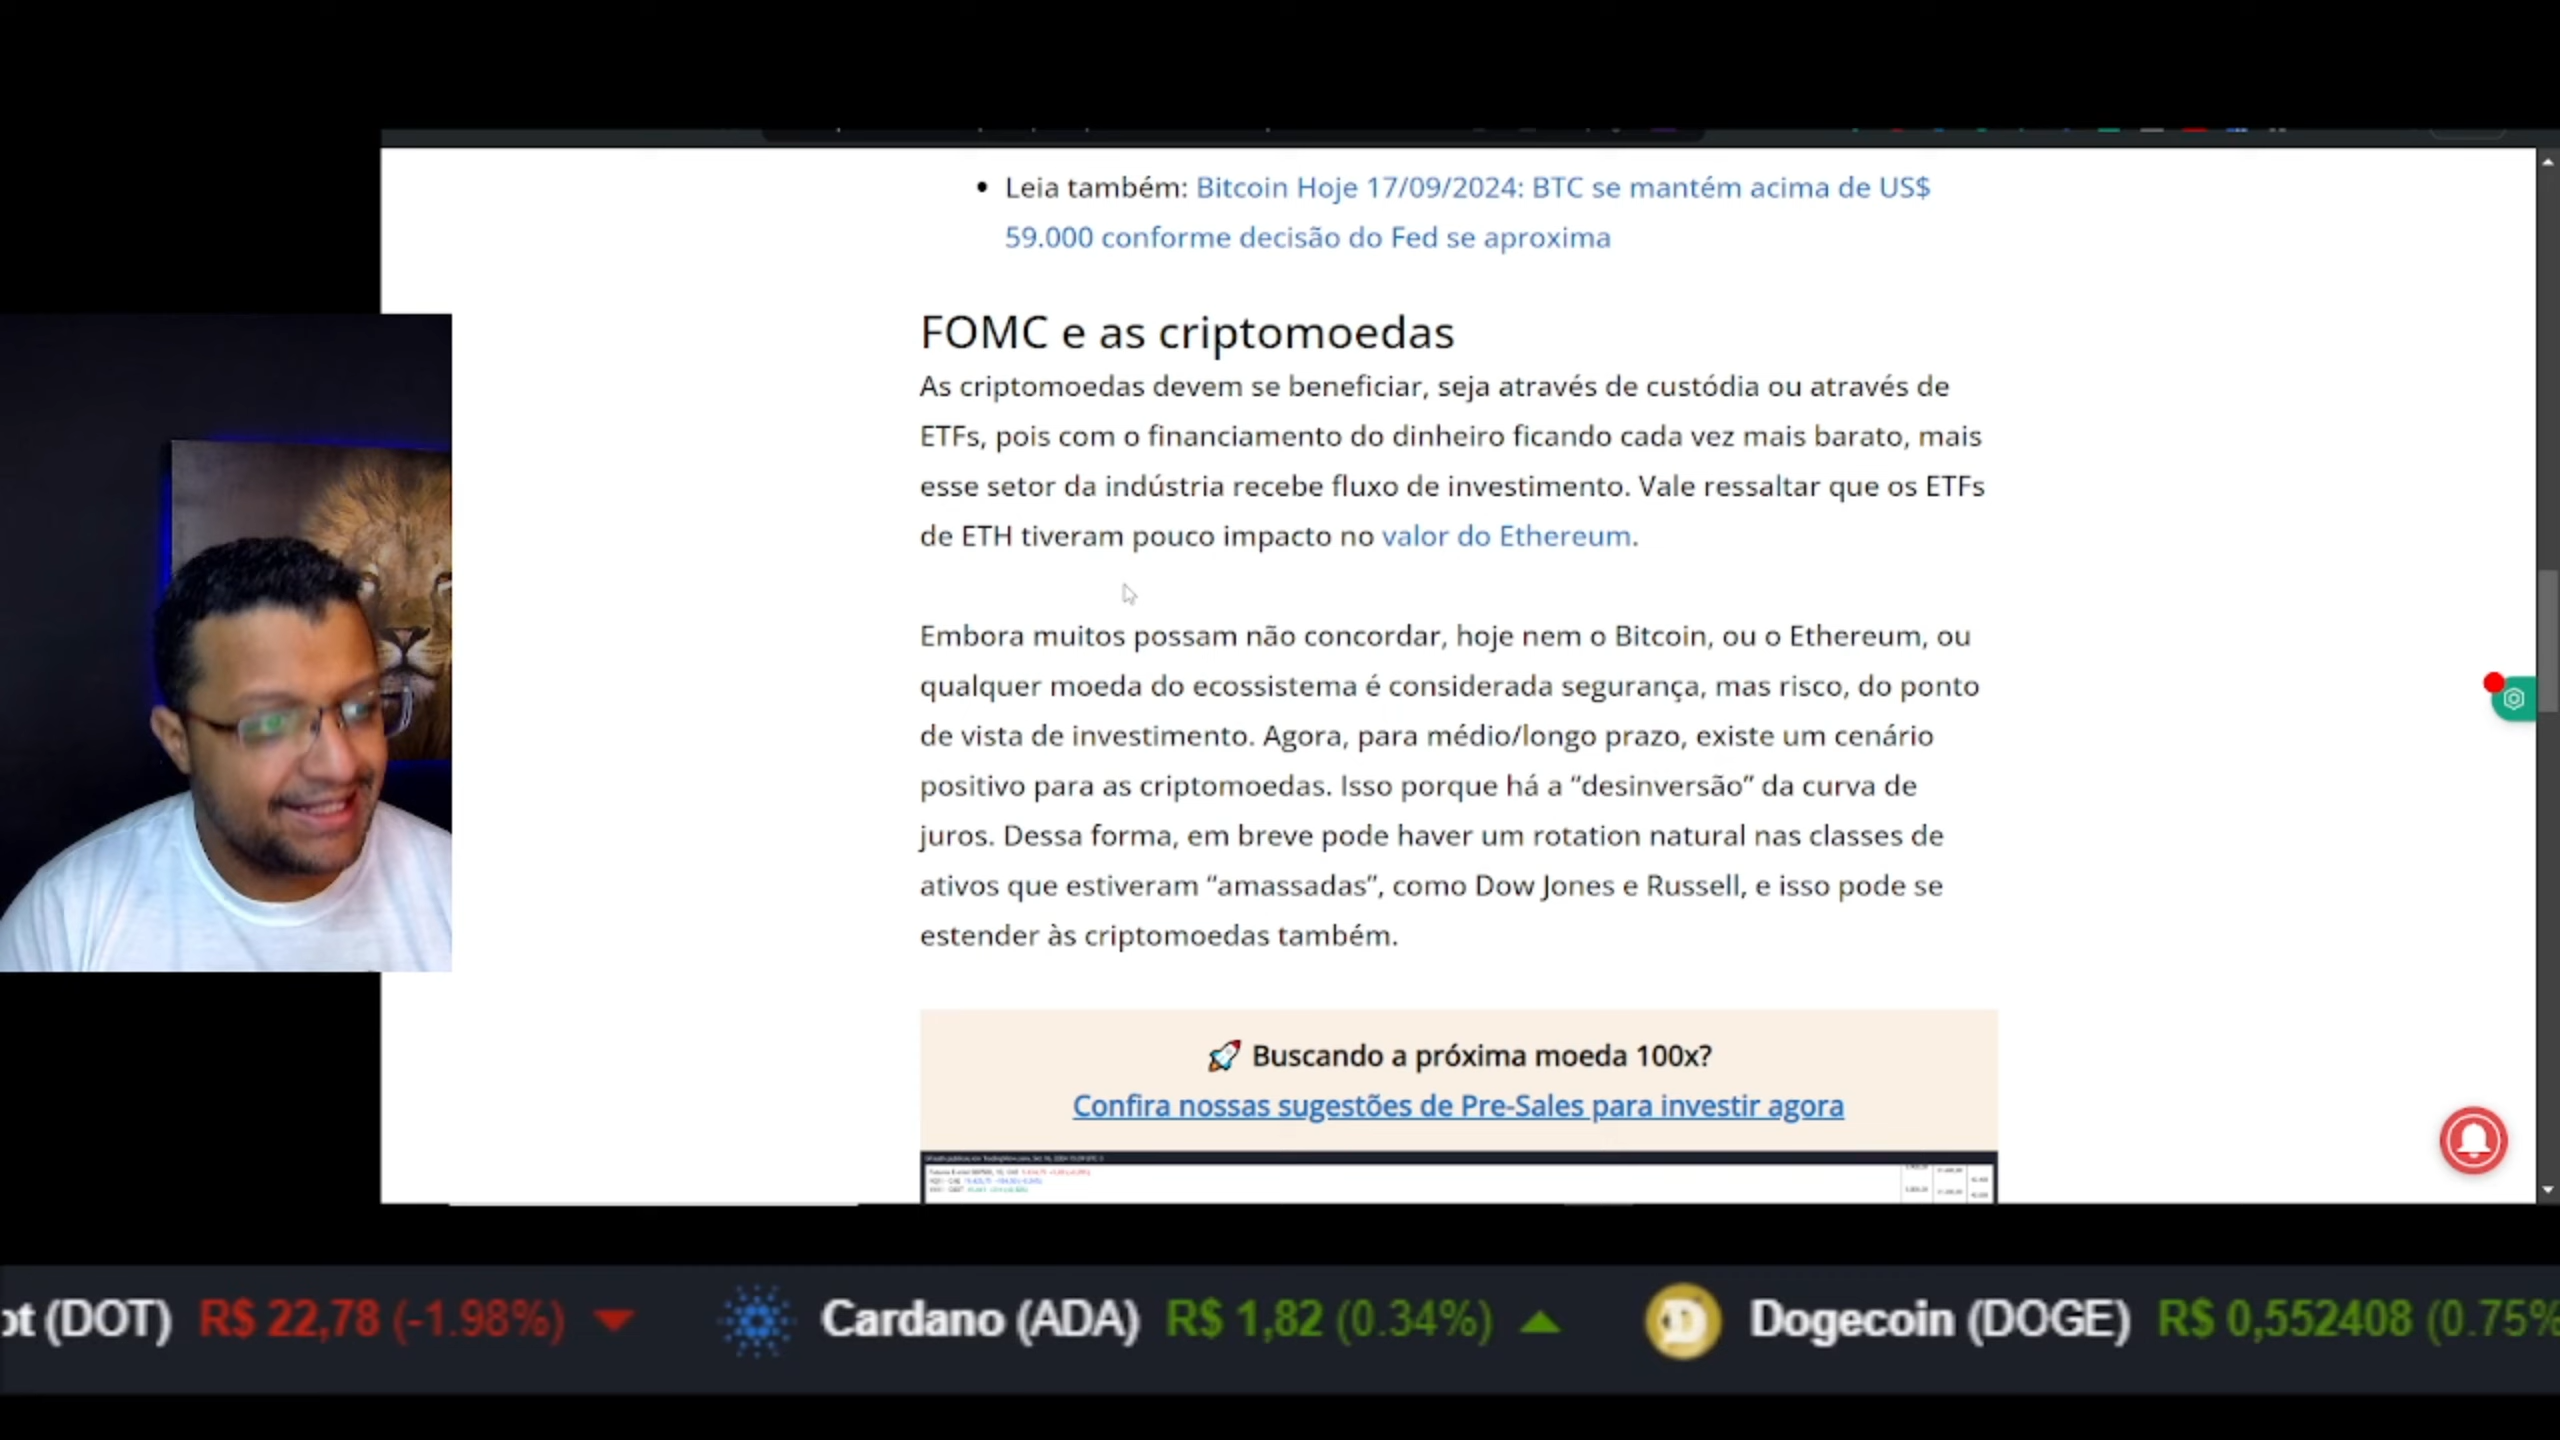 Leia também: Bitcoin Hoje 17/09/2024: BTC se mantém acima de US$
59.000 conforme decisão do Fed se aproxima
FOMC e as criptomoedas
As criptomoedas devem se beneficiar, seja através de custódia ou através de
ETFs, pois com o financiamento do dinheiro ficando cada vez mais barato, mais
esse setor da indústria recebe fluxo de investimento. Vale ressaltar que os ETFs
de ETH tiveram pouco impacto no valor do Ethereum.
Embora muitos possam não concordar, hoje nem o Bitcoin, ou o Ethereum, ou
qualquer moeda do ecossistema é considerada segurança, mas risco, do ponto
de vista de investimento. Agora, para médio/longo prazo, existe um cenário
positivo para as criptomoedas. Isso porque há a “desinversão” da curva de
juros. Dessa forma, em breve pode haver um rotation natural nas classes de
ativos que estiveram “amassadas”, como Dow Jones e Russell, e isso pode se
estender às criptomoedas também.
Buscando a próxima moeda 100x?
Confira nossas sugestões de Pre-Sales para investir agora
ot (DOT) R$ 22,78 (-1.98%) Cardano (ADA) R$ 1,82 (0.34%) Dogecoin (DOGE) R$ 0,552408 (0.75%